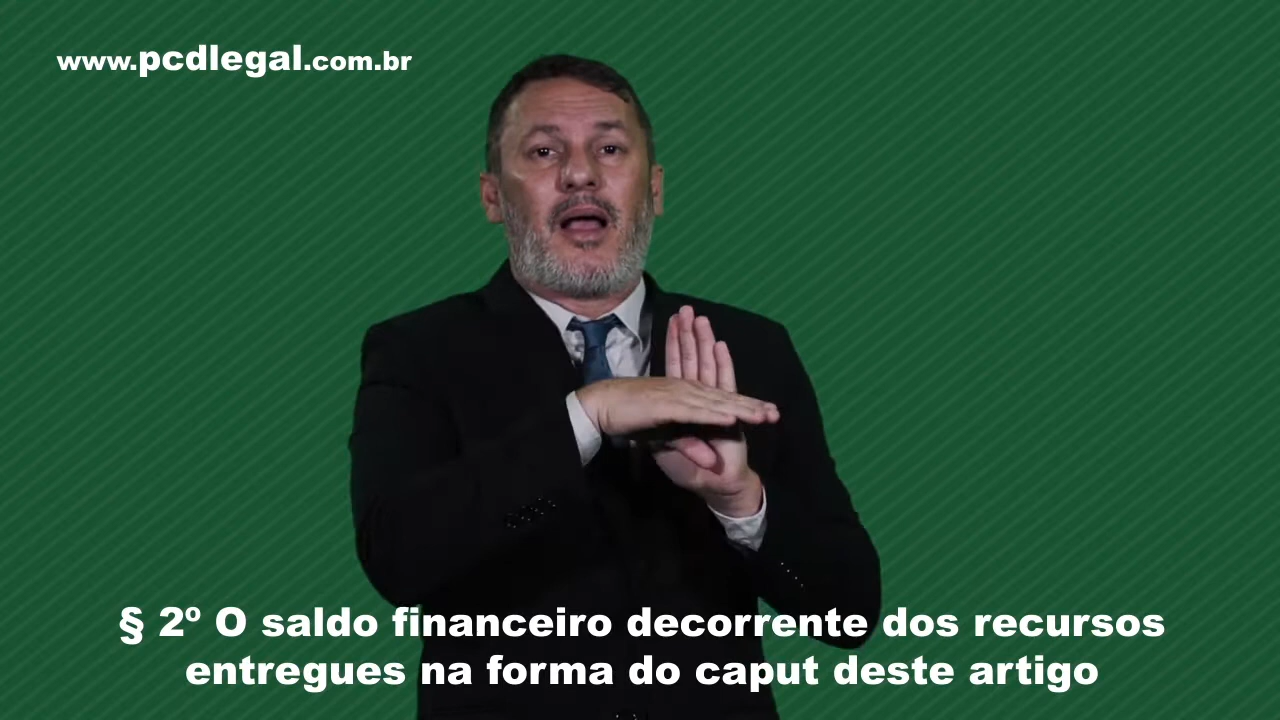 www.pcdlegal.com.br
§ 2º O saldo financeiro decorrente dos recursos
entregues na forma do caput deste artigo